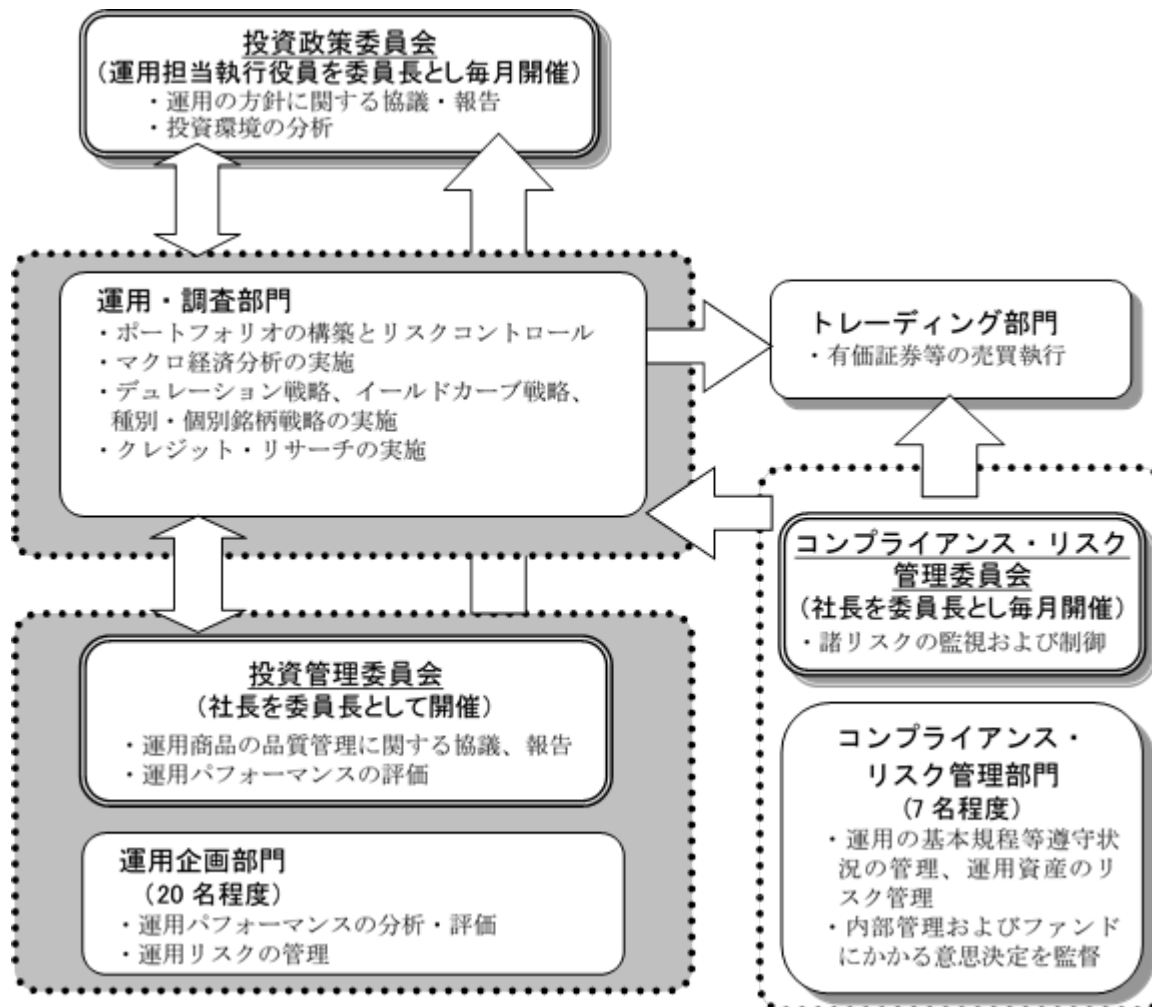 投資政策委員会
（運用担当執行役員を委員長とし毎月開催）
・運用の方針に関する協議・報告
・投資環境の分析
運用・調査部門
・ポートフォリオの構築とリスクコントロール
・マクロ経済分析の実施
・デュレーション戦略、イールドカーブ戦略、
種別・個別銘柄戦略の実施
・クレジット・リサーチの実施
トレーディング部門
・有価証券等の売買執行
コンプライアンス・リスク
管理委員会
（社長を委員長とし毎月開催）
・諸リスクの監視および制御
投資管理委員会
（社長を委員長として開催）
・運用商品の品質管理に関する協議、報告
・運用パフォーマンスの評価
運用企画部門
（20 名程度）
・運用パフォーマンスの分析・評価
・運用リスクの管理
コンプライアンス・
リスク管理部門
（7 名程度）
・運用の基本規程等遵守状
況の管理、運用資産のリ
スク管理
・内部管理およびファンド
にかかる意思決定を監督